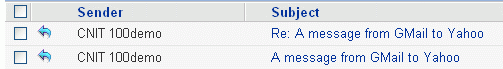 Sender Subject
CNIT 100demo Re: A message from GMail to Yahoo
CNIT 100demo A message from GMail to Yahoo